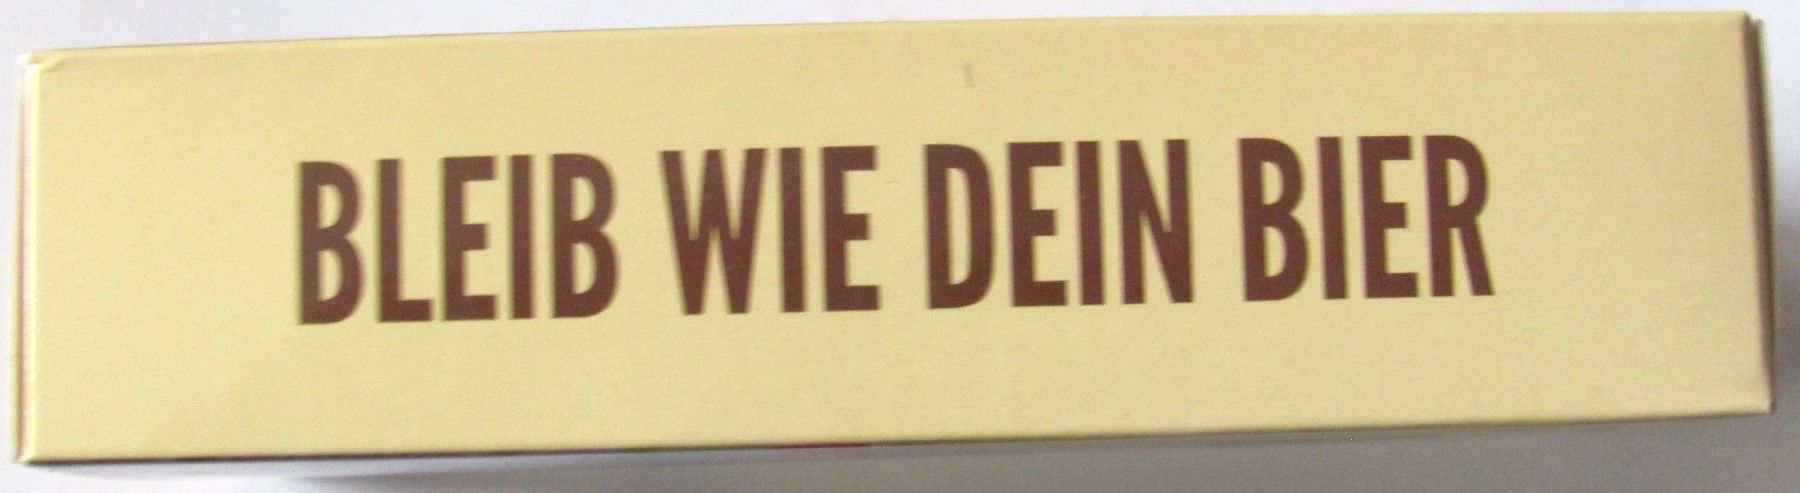 BLEIB WIE DEIN BIER